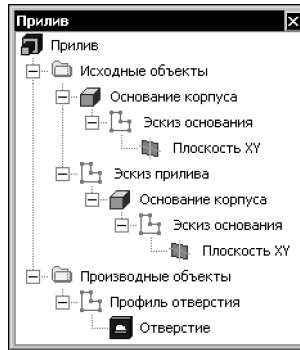 Прилив
Прилив
Исходные объекты
Основание корпуса
Эскиз основания
Плоскость XY
Эскиз прилива
Основание корпуса
Эскиз основания
Плоскость XY
Производные объекты
Профиль отверстия
Отверстие